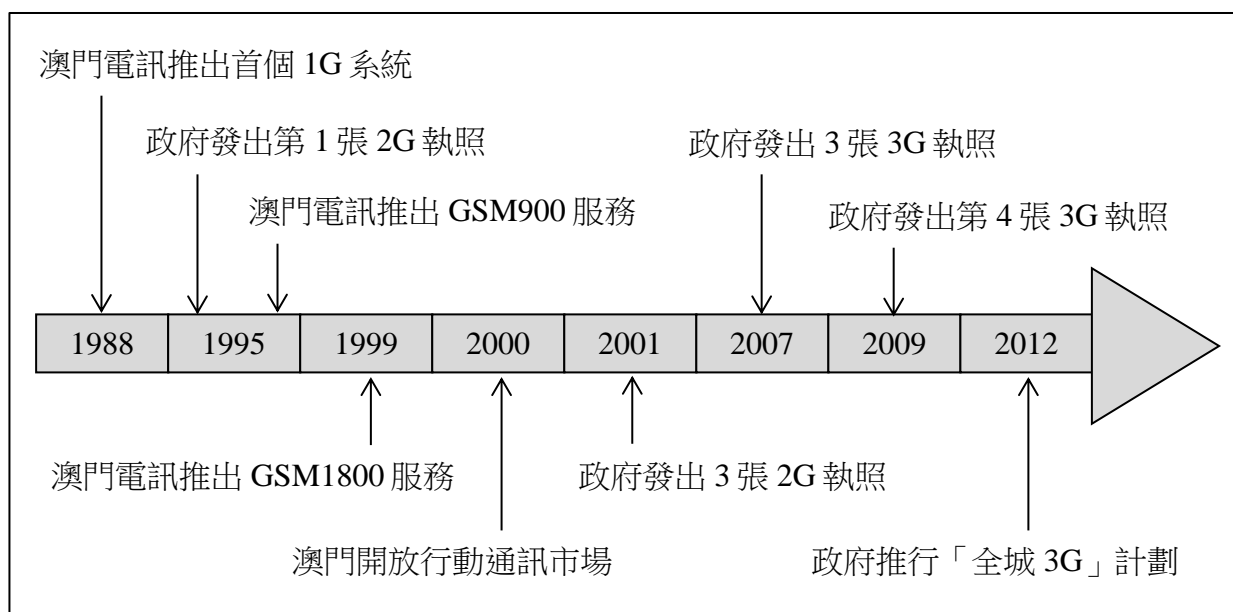 澳門電訊推出首個 1G 系統
政府發出第 1 張 2G 執照
政府發出 3 張 3G 執照
澳門電訊推出 GSM900 服務
政府發出第 4 張 3G 執照
1988 1995 1999 2000 2001 2007 2009 2012
澳門電訊推出 GSM1800 服務
政府發出 3 張 2G 執照
澳門開放行動通訊市場
政府推行「全城 3G」計劃